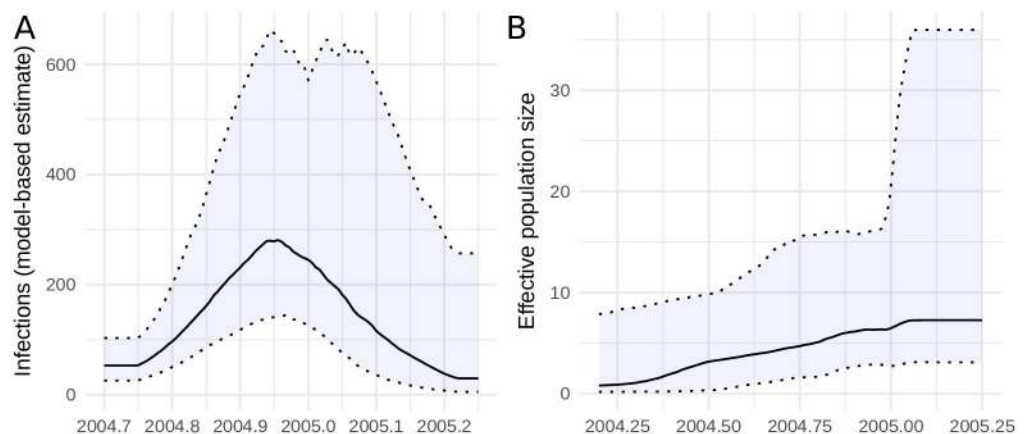 A
Infections (model-based estimate)
600
400
200
0
2004.7 2004.8 2004.9 2005.0 2005.1 2005.2
B
Effective population size
30
20
10
0
2004.25 2004.50 2004.75 2005.00 2005.25